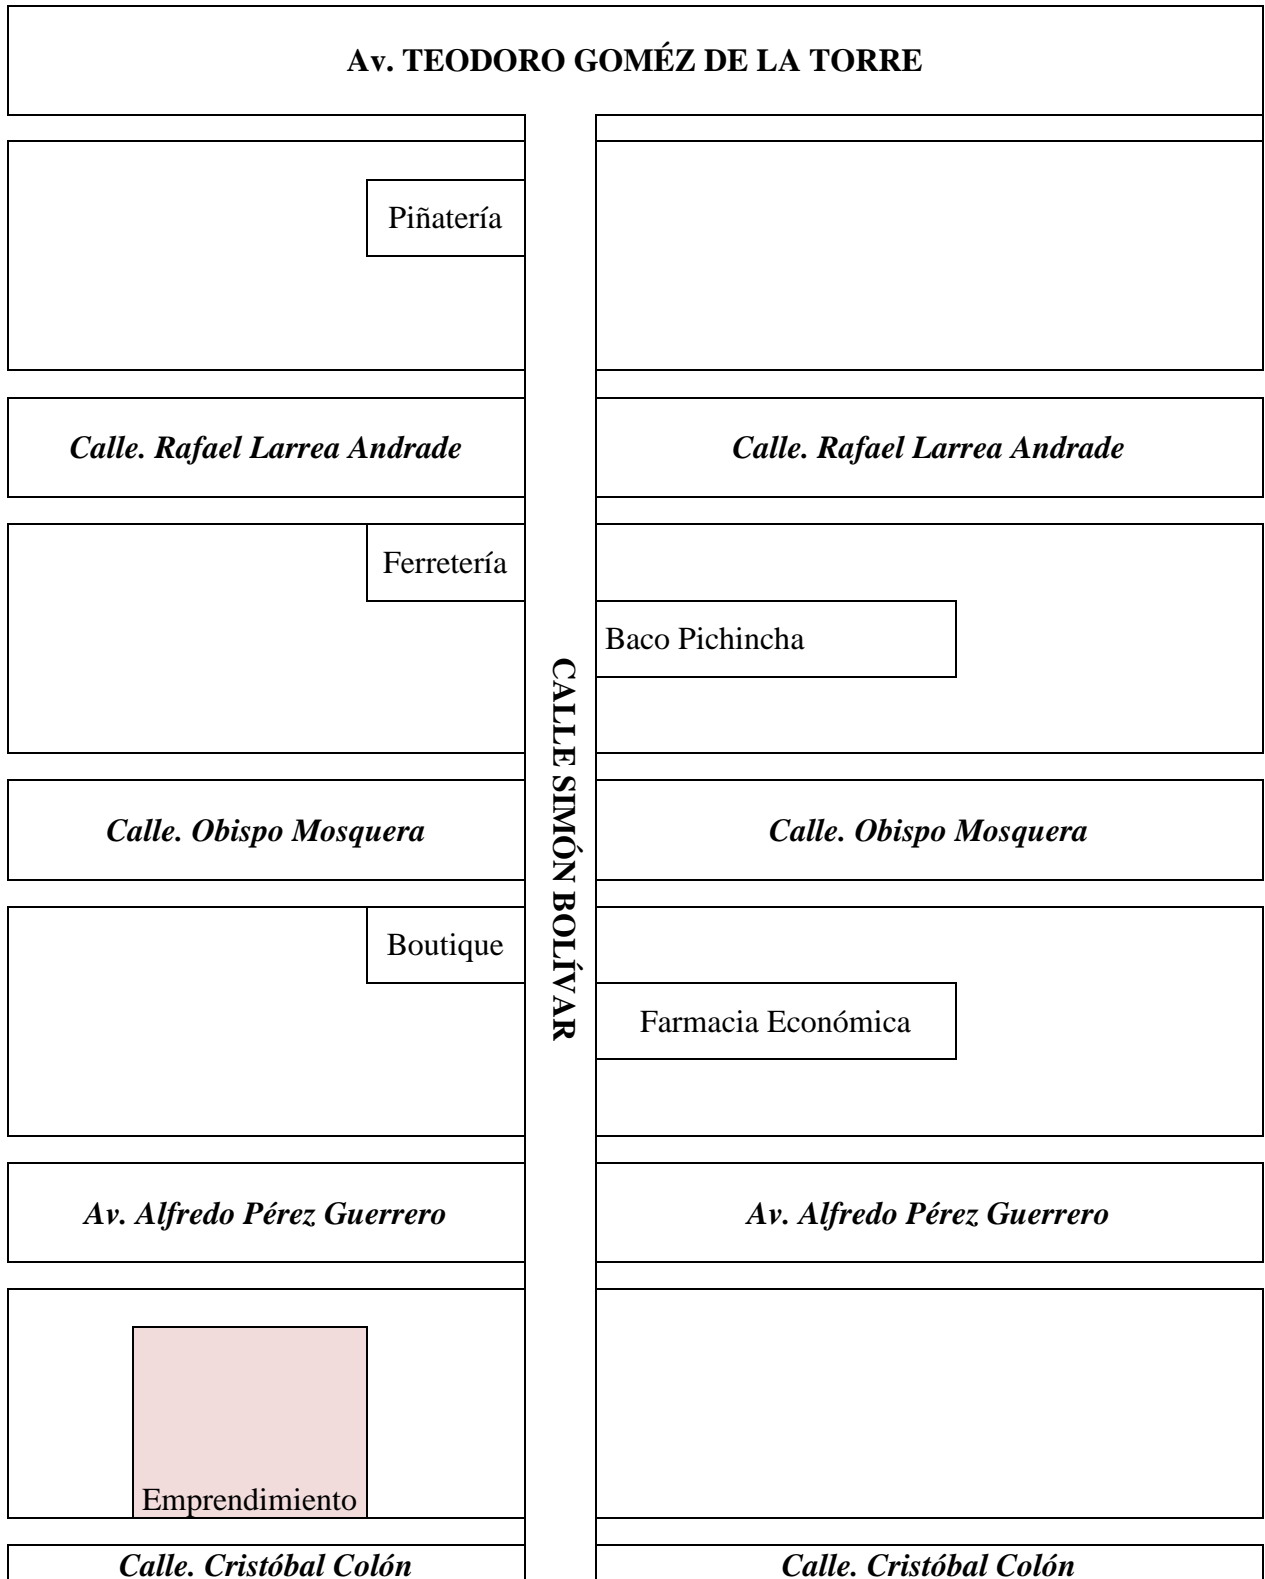 Av. TEODORO GOMÉZ DE LA TORRE
Piñatería
Calle. Rafael Larrea Andrade
Calle. Rafael Larrea Andrade
Ferretería
Baco Pichincha
CALLE SIMÓN BOLÍVAR
Calle. Obispo Mosquera
Calle. Obispo Mosquera
Boutique
Farmacia Económica
Av. Alfredo Pérez Guerrero
Av. Alfredo Pérez Guerrero
Emprendimiento
Calle. Cristóbal Colón
Calle. Cristóbal Colón